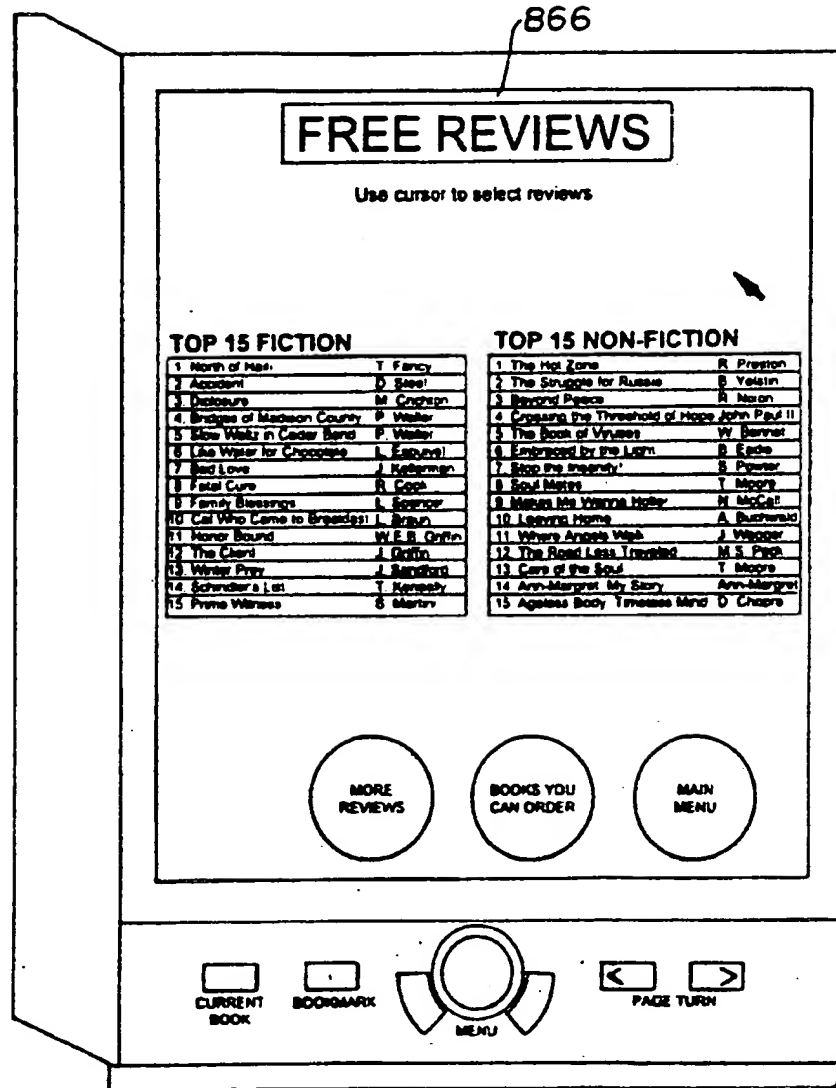 866
FREE REVIEWS
Use cursor to select reviews
TOP 15 FICTION
1 North of T. Fancy
2 Accident D. Steel
3 Disclosure M. Crichton
4. Bridges of Madison County P. Waller
5 Slow Waltz in Cedar Bend P. Waller
6 Like Water for Chocolate L. Esquivel
7 Bad Love J. Kellerman
8 Fatal Cure R. Cook
9 Family Blessings L. Spencer
10 Cat Who Came to Breakfast L. Braun
11 Honor Bound W.E.B. Griffin
12 The Client J. Griffin
13. Winter Prey J. Sandford
14. Schindler's List T. Keneally
15 Prime Witness S. Martini
TOP 15 NON-FICTION
1 The Hot Zone R. Preston
2 The Struggle for Russia B. Yelstin
3 Beyond Peace R. Nixon
4 Crossing the Threshold of Hope John Paul II
5 The Book of Virtues W. Bennet
6 Embraced by the Light B. Eadie
7 Stop the Insanity! S. Powter
8 Soul Mates T. Moore
9 Makes Me Wanna Holler N. McCall
10 Leaving Home A. Buchwald
11. Where Angels Walk J. Wagger
12. The Road Less Traveled M.S. Peck
13 Care of the Soul T. Moore
14 Ann-Margret My Story Ann-Margret
15 Ageless Body Timeless Mind D. Chopra
MORE
REVIEWS
BOOKS YOU
CAN ORDER
MAIN
MENU
CURRENT
BOOK
BOOKMARK
MENU
< >
PAGE TURN